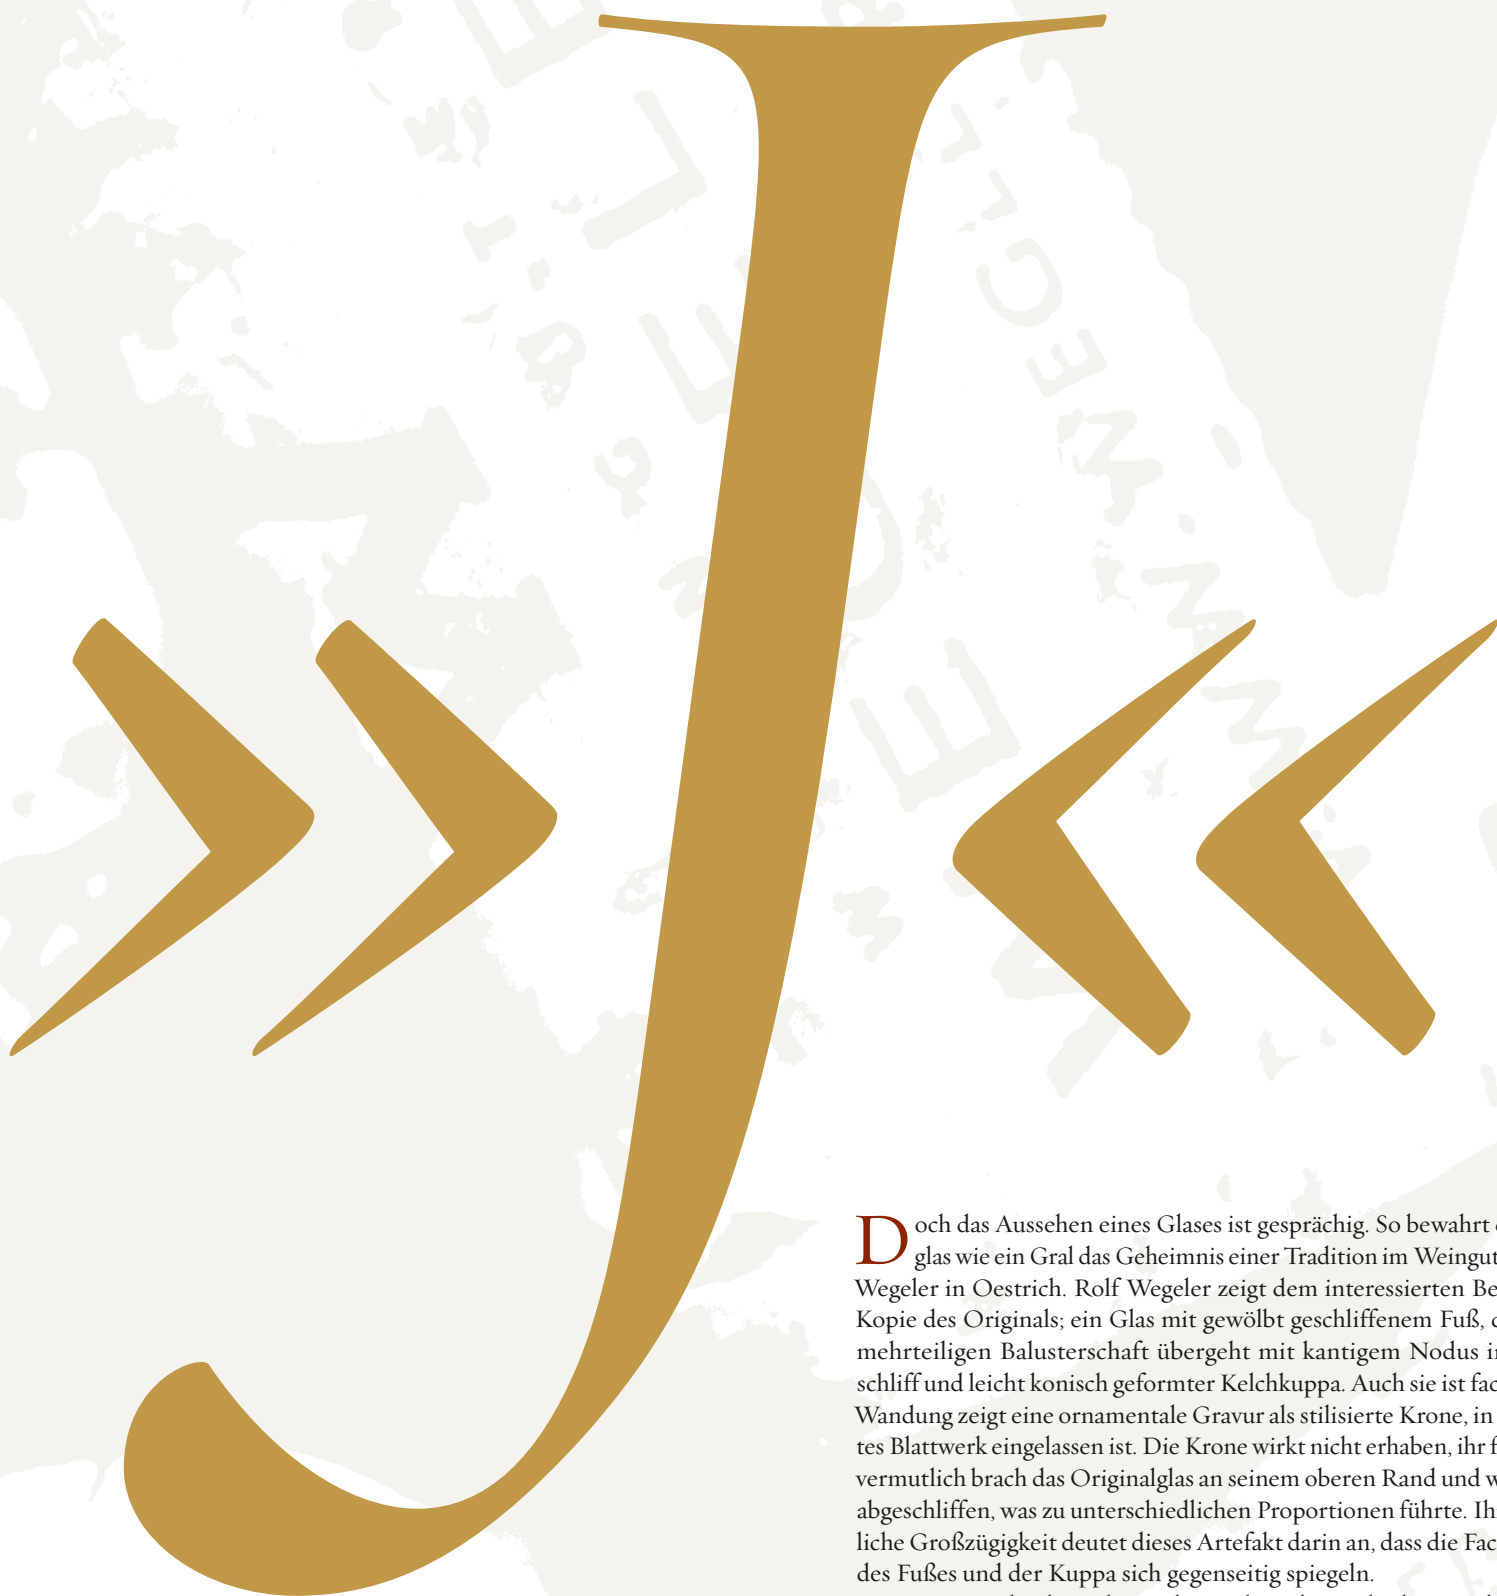 »J«
Doch das Aussehen eines Glases ist gesprächig. So bewahrt
glas wie ein Gral das Geheimnis einer Tradition im Weingut
Wegeler in Oestrich. Rolf Wegeler zeigt dem interessierten Be
Kopie des Originals; ein Glas mit gewölbt geschliffenem Fuß,
mehrteiligen Balusterschaft übergeht mit kantigem Nodus
schliff und leicht konisch geformter Kelchkuppa. Auch sie ist fac
Wandung zeigt eine ornamentale Gravur als stilisierte Krone, in
tes Blattwerk eingelassen ist. Die Krone wirkt nicht erhaben, ihr
vermutlich brach das Originalglas an seinem oberen Rand und
abgeschliffen, was zu unterschiedlichen Proportionen führte.
liche Großzügigkeit deutet dieses Artefakt darin an, dass die Fac
des Fußes und der Kuppa sich gegenseitig spiegeln.